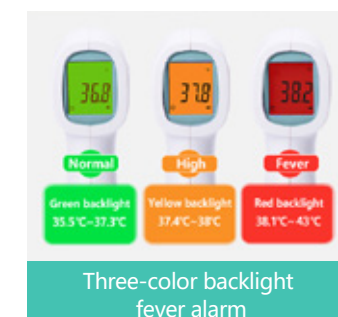 36.8 37.8 38.2
Normal High Fever
Green backlight Yellow backlight Red backlight
35.5°C~37.3°C 37.4°C~38°C 38.1°C~43°C
Three-color backlight
fever alarm